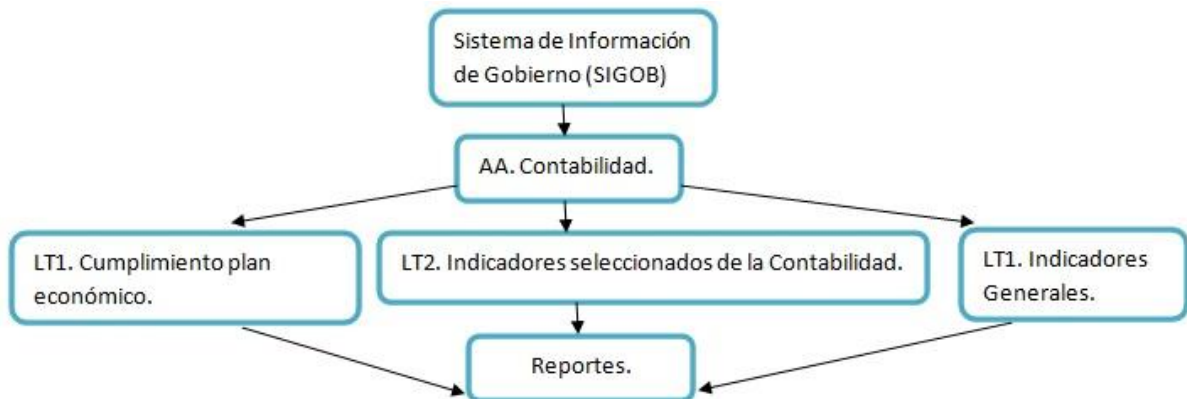 Sistema de Información
de Gobierno (SIGOB)
AA. Contabilidad.
LT1. Cumplimiento plan
económico.
LT2. Indicadores seleccionados de la Contabilidad.
LT1. Indicadores
Generales.
Reportes.